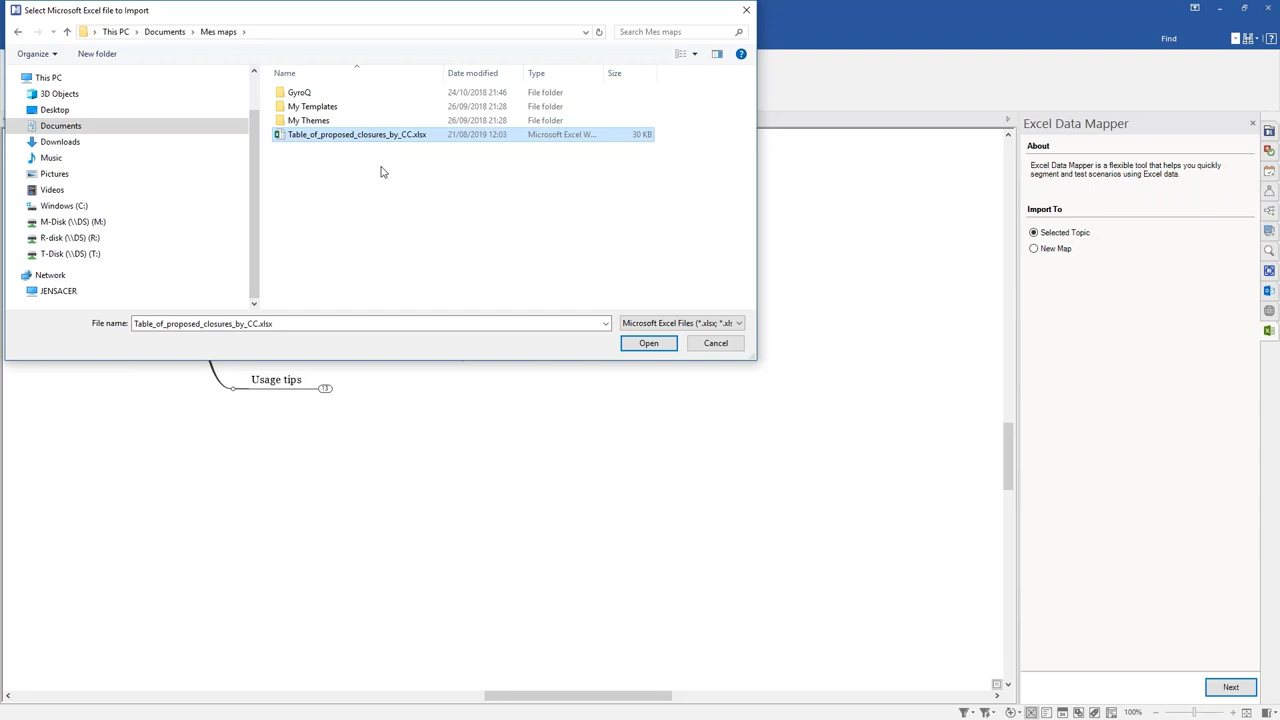 Select Microsoft Excel file to Import
Find
This PC Documents Mes maps
Search Mes maps
Organize New folder
Name Date modified Type Size
This PC
3D Objects
Desktop
Documents
Downloads
Music
Pictures
Videos
Windows (C:)
M-Disk (\\DS) (M:)
R-disk (\\DS) (R:)
T-Disk (\\DS) (T:)
Network
JENSACER
GyroQ 24/10/2018 21:46 File folder
My Templates 26/09/2018 21:28 File folder
My Themes 26/09/2018 21:28 File folder
Table_of_proposed_closures_by_CC.xlsx 21/08/2019 12:03 Microsoft Excel W... 30 KB
File name: Table_of_proposed_closures_by_CC.xlsx Microsoft Excel Files (*.xlsx; *.xls
Open Cancel
Usage tips 13
Excel Data Mapper
About
Excel Data Mapper is a flexible tool that helps you quickly
segment and test scenarios using Excel data.
Import To
Selected Topic
New Map
Next
100%